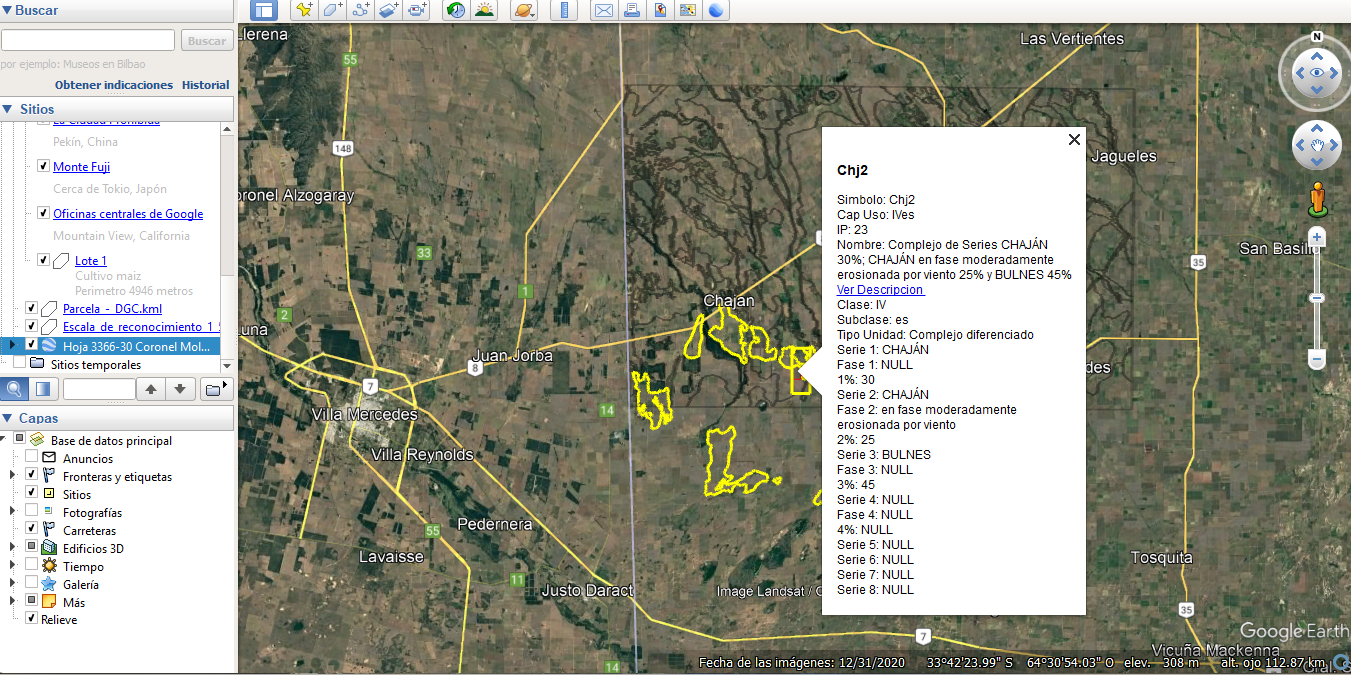 Buscar
Buscar
por ejemplo: Museos en Bilbao
Obtener indicaciones Historial
Sitios
La Ciudad Prohibida
Pekín, China
Monte Fuji
Cerca de Tokio, Japón
Oficinas centrales de Google
Mountain View, California
Lote 1
Cultivo maiz
Perimetro 4946 metros
Parcela - DGC.kml
Escala de reconocimiento 1
Hoja 3366-30 Coronel Mol...
Sitios temporales
Capas
Base de datos principal
Anuncios
Fronteras y etiquetas
Sitios
Fotografías
Carreteras
Edificios 3D
Tiempo
Galería
Más
Relieve
Llerena
55
Las Vertientes
N
148
Jagueles
oronel Alzogaray
33
San Basilio
35
1
2
Chaján
Luna
Juan Jorba
8
des
7
14
Villa Mercedes
Villa Reynolds
55
Pedernera
Lavaisse
11
Justo Daract
Tosquita
35
7
14
Vicuña Mackenna
Chj2
Simbolo: Chj2
Cap Uso: IVes
IP: 23
Nombre: Complejo de Series CHAJÁN
30%; CHAJÁN en fase moderadamente
erosionada por viento 25% y BULNES 45%
Ver Descripcion
Clase: IV
Subclase: es
Tipo Unidad: Complejo diferenciado
Serie 1: CHAJÁN
Fase 1: NULL
1%: 30
Serie 2: CHAJÁN
Fase 2: en fase moderadamente
erosionada por viento
2%: 25
Serie 3: BULNES
Fase 3: NULL
3%: 45
Serie 4: NULL
Fase 4: NULL
4%: NULL
Serie 5: NULL
Serie 6: NULL
Serie 7: NULL
Serie 8: NULL
Image Landsat / C
Google Earth
Fecha de las imágenes: 12/31/2020 33°42'23.99" S 64°30'54.03" O elev. 308 m alt. ojo 112.87 km